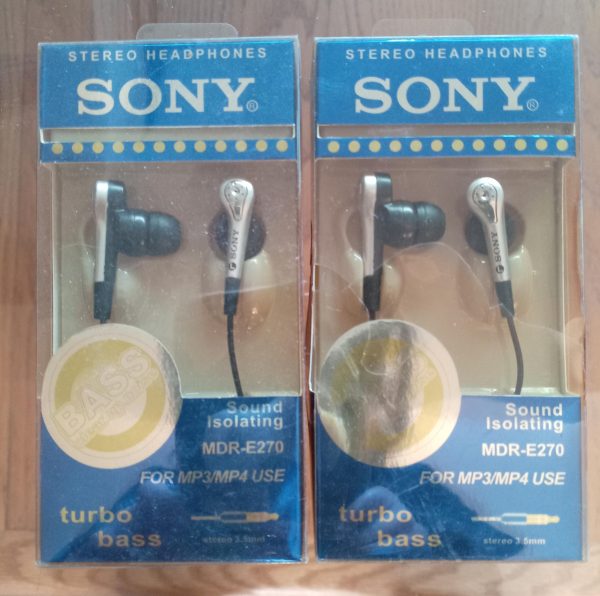 STEREO HEADPHONES
SONY®
SONY
BASS
Sound
Isolating
MDR-E270
FOR MP3/MP4 USE
turbo
bass
stereo 3.5mm
STEREO HEADPHONES
SONY®
SONY
Sound
Isolating
MDR-E270
FOR MP3/MP4 USE
turbo
bass
stereo 3.5mm